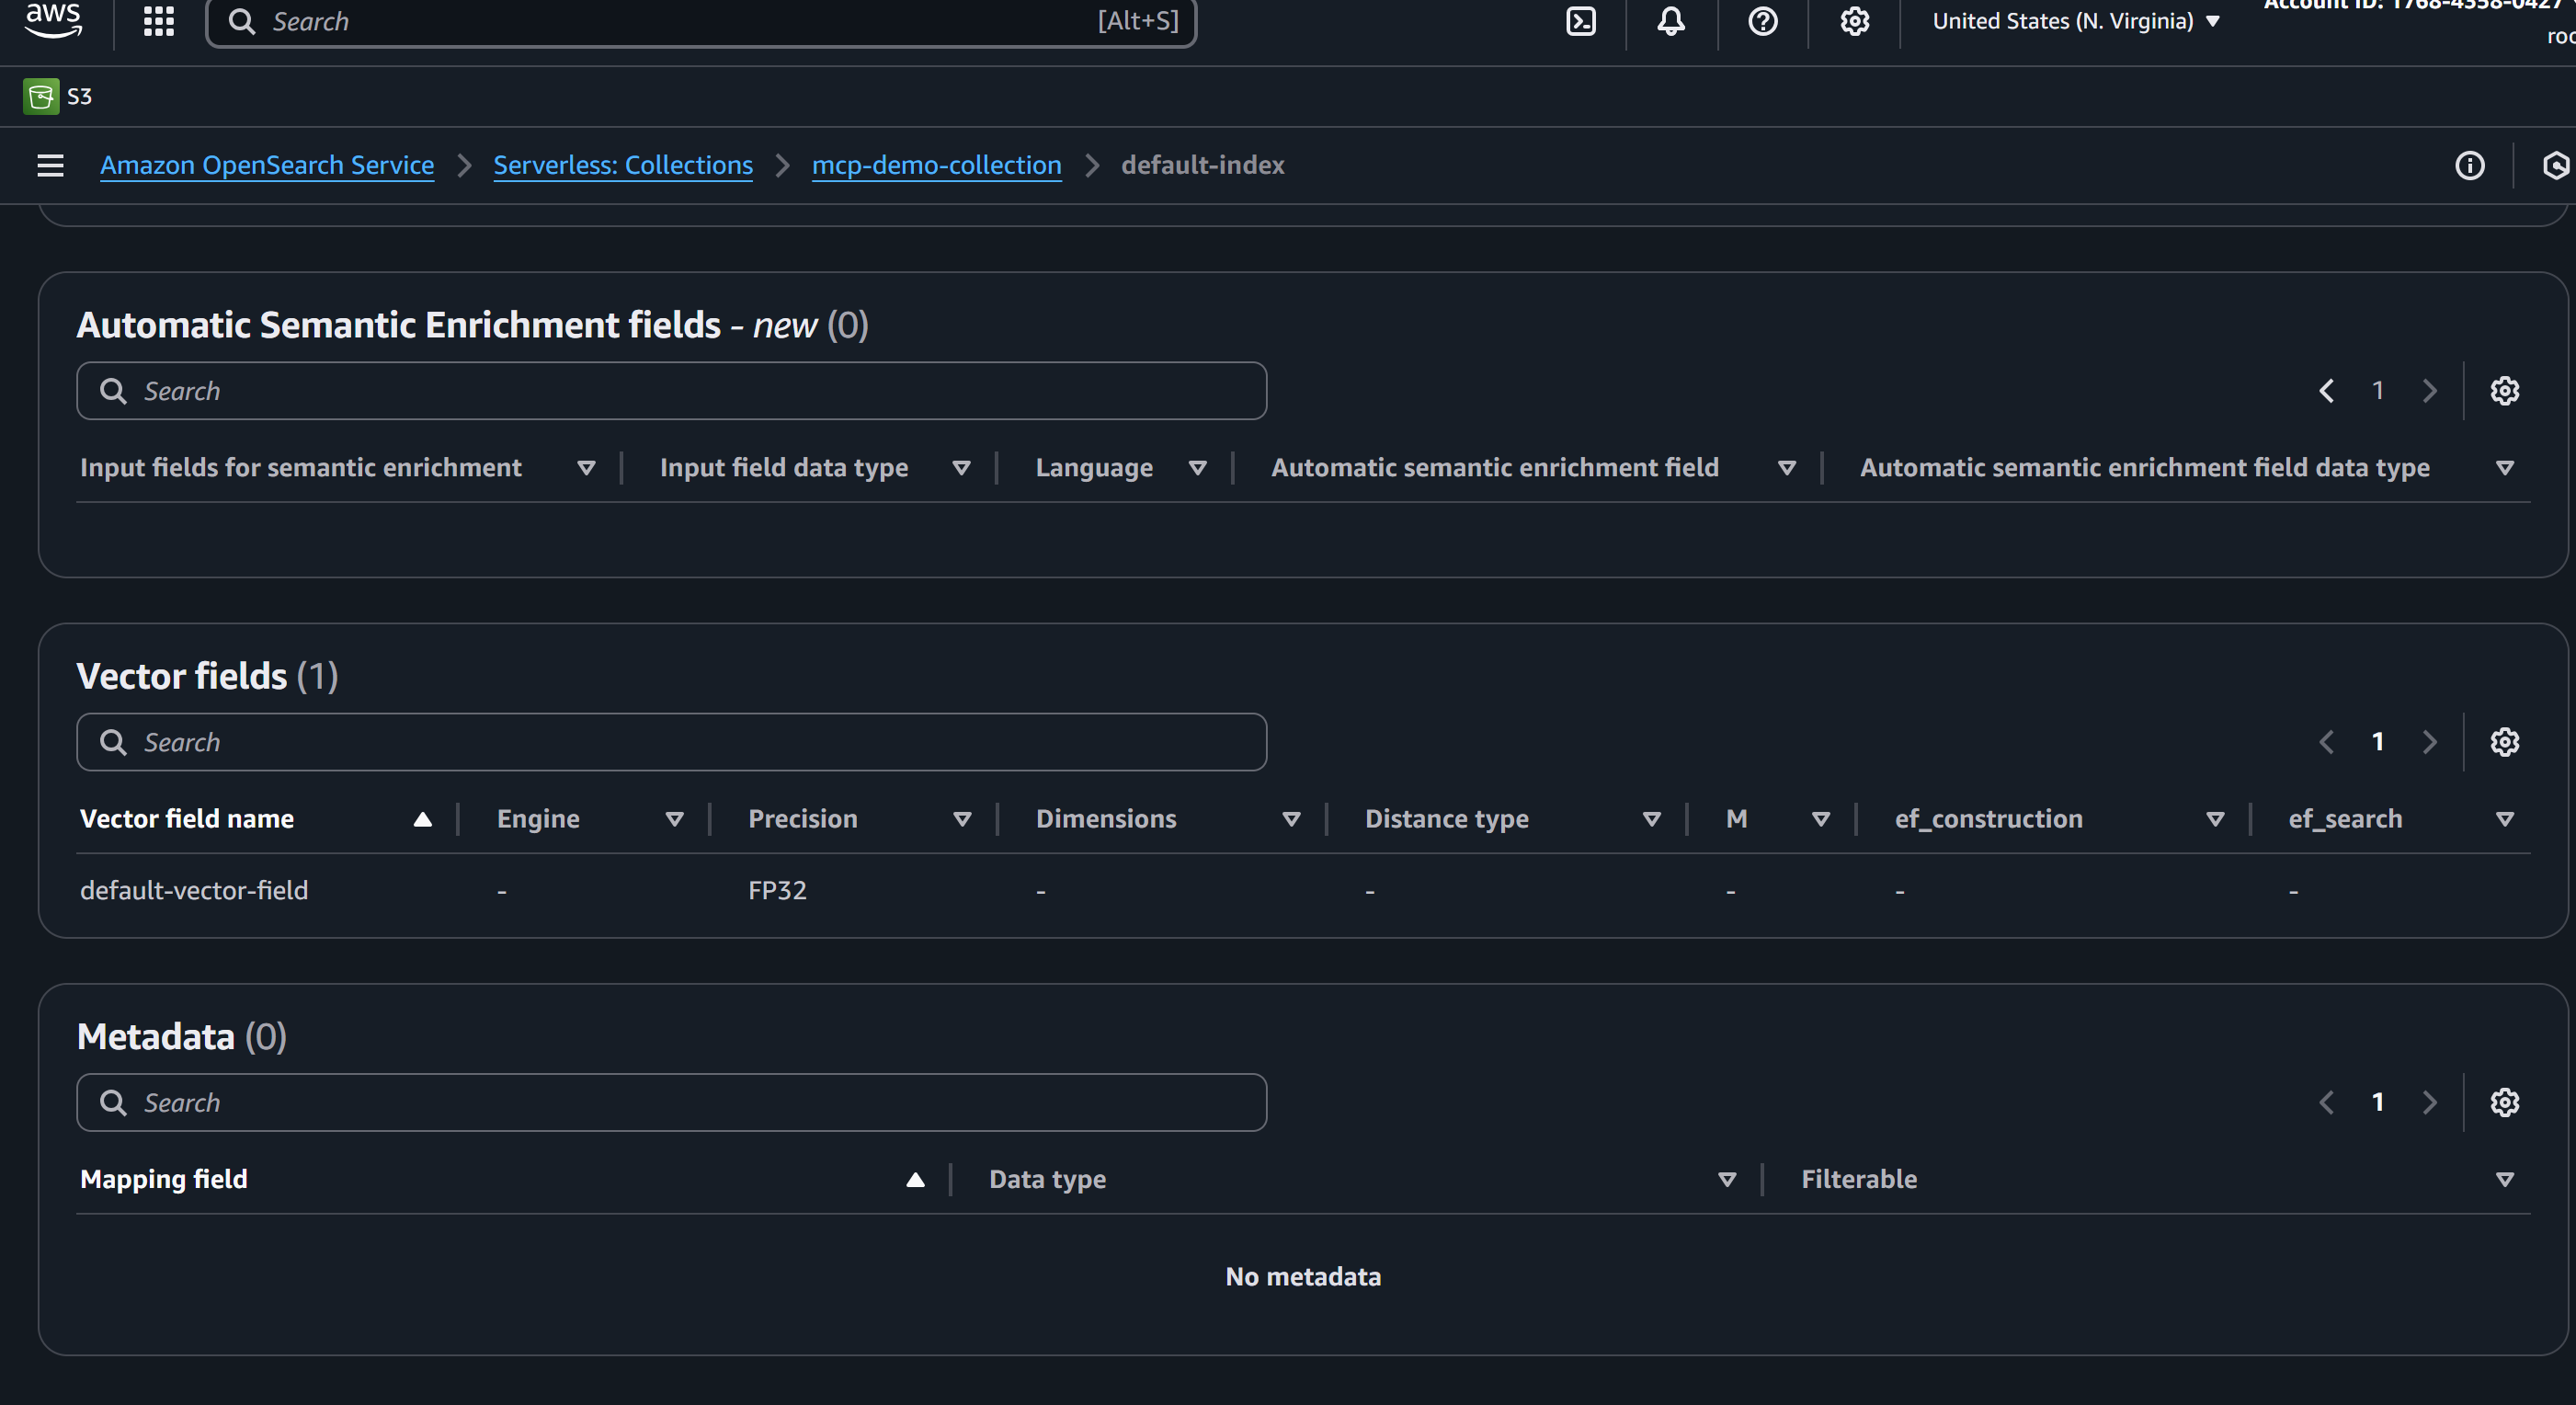 aws
Search [Alt+S]
United States (N. Virginia)
Account ID: 1768-4358-0427
S3
Amazon OpenSearch Service Serverless: Collections mcp-demo-collection default-index
Automatic Semantic Enrichment fields - new (0)
Search
1
Input fields for semantic enrichment Input field data type Language Automatic semantic enrichment field Automatic semantic enrichment field data type
Vector fields (1)
Search
1
Vector field name Engine Precision Dimensions Distance type M ef_construction ef_search
default-vector-field - FP32 - - - - -
Metadata (0)
Search
1
Mapping field Data type Filterable
No metadata